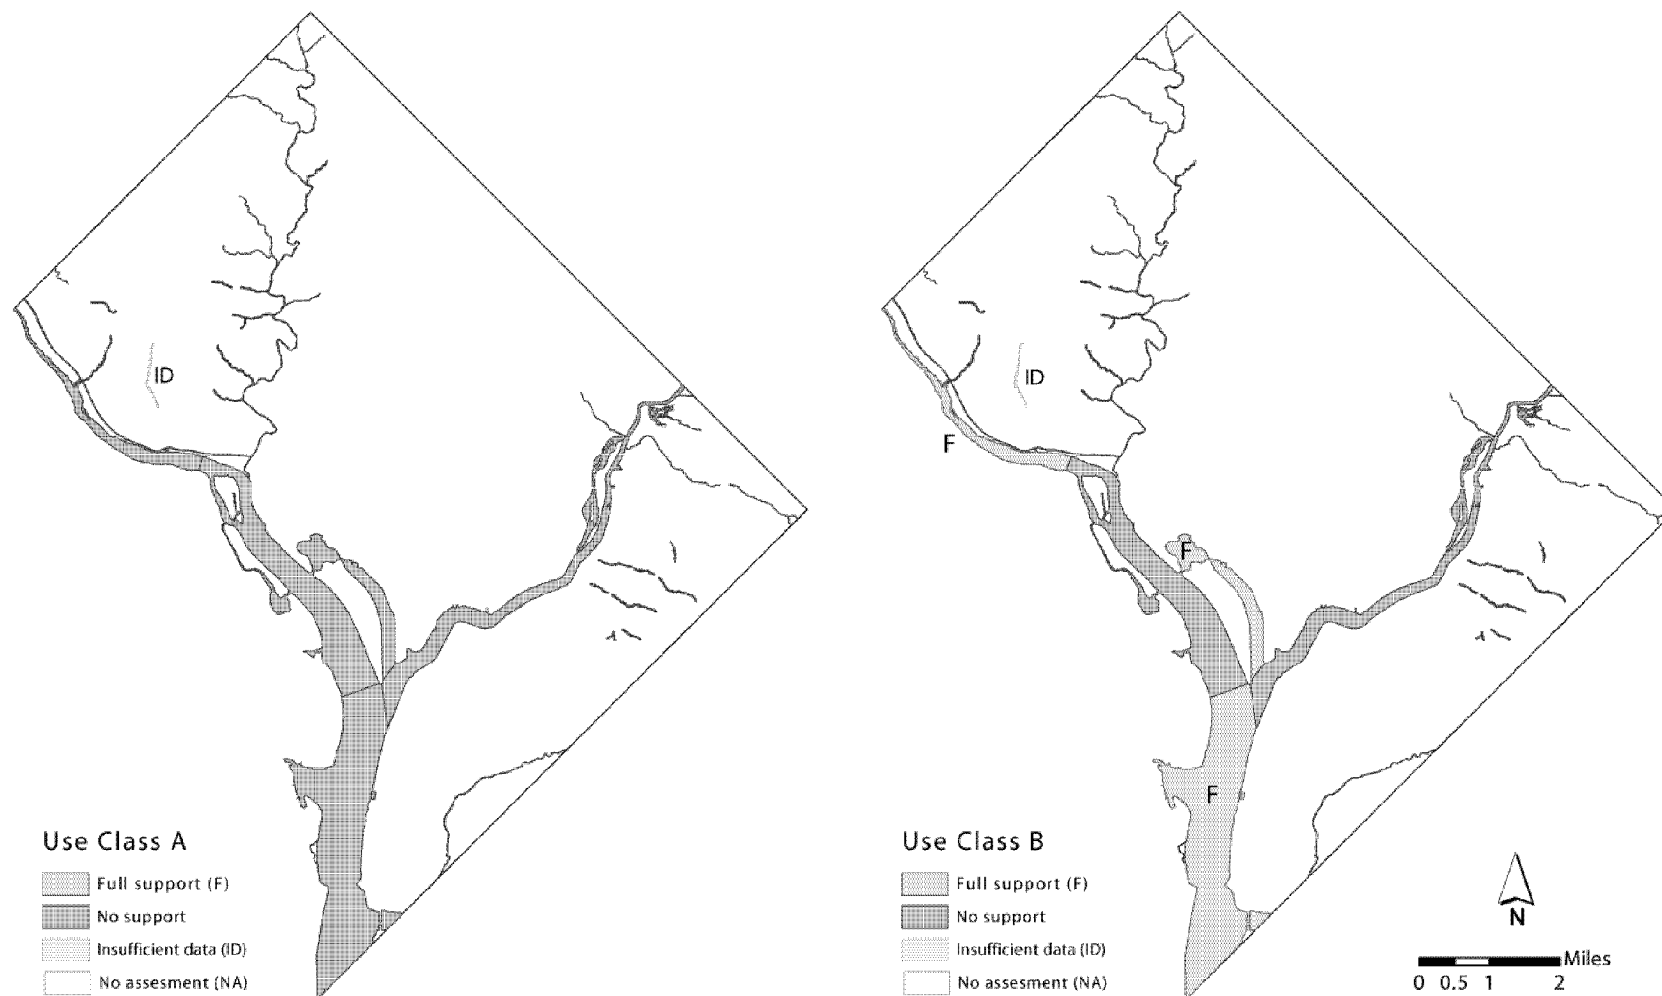 ID
Use Class A
Full support (F)
No support
Insufficient data (ID)
No assesment (NA)
ID
F
F
F
Use Class B
Full support (F)
No support
Insufficient data (ID)
No assesment (NA)
N
Miles
0 0.5 1 2